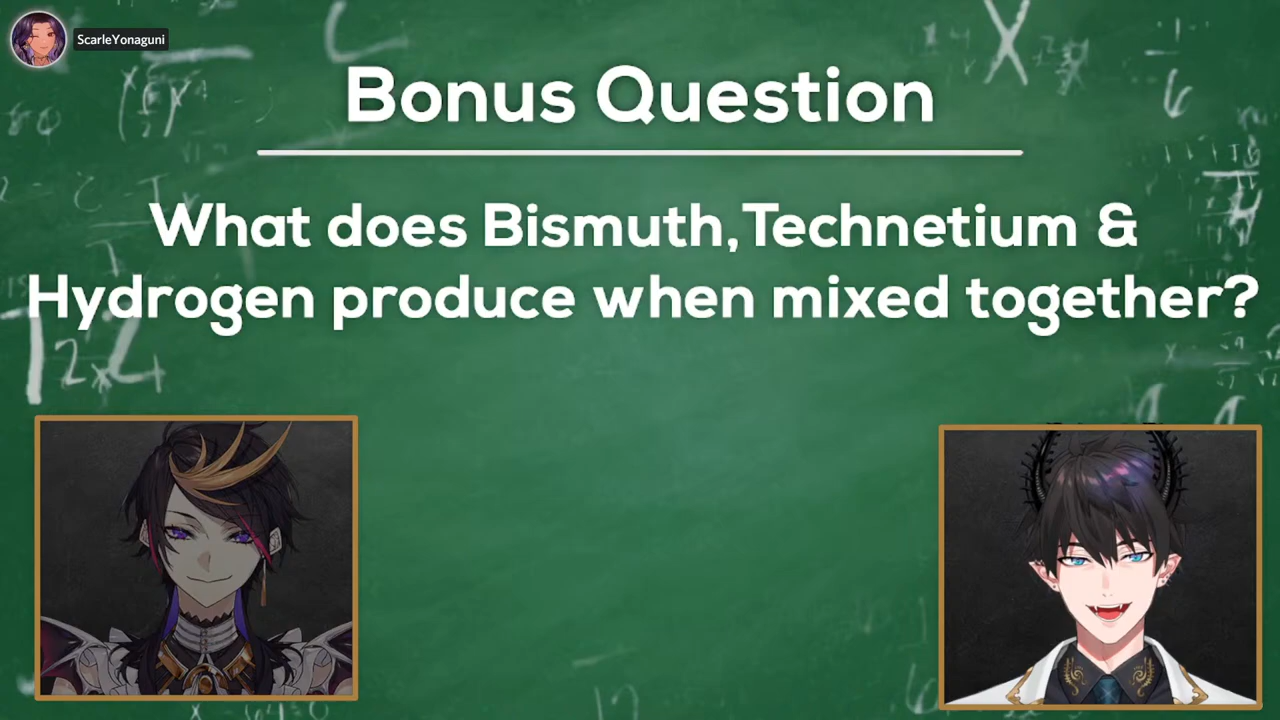 ScarleYonaguni
Bonus Question
What does Bismuth, Technetium &
Hydrogen produce when mixed together?